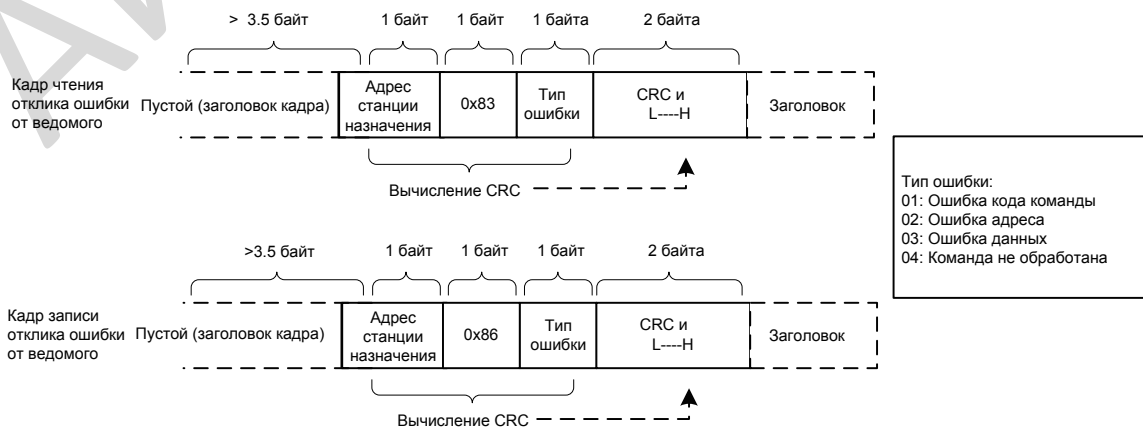 > 3.5 байт
1 байт
1 байт
1 байта
2 байта
Кадр чтения
отклика ошибки
от ведомого
Пустой (заголовок кадра)
Адрес
станции
назначения
0x83
Тип
ошибки
CRC и
L----H
Заголовок
Вычисление CRC
Тип ошибки:
01: Ошибка кода команды
02: Ошибка адреса
03: Ошибка данных
04: Команда не обработана
>3.5 байт
1 байт
1 байт
1 байт
2 байта
Кадр записи
отклика ошибки
от ведомого
Пустой (заголовок кадра)
Адрес
станции
назначения
0x86
Тип
ошибки
CRC и
L----H
Заголовок
Вычисление CRC